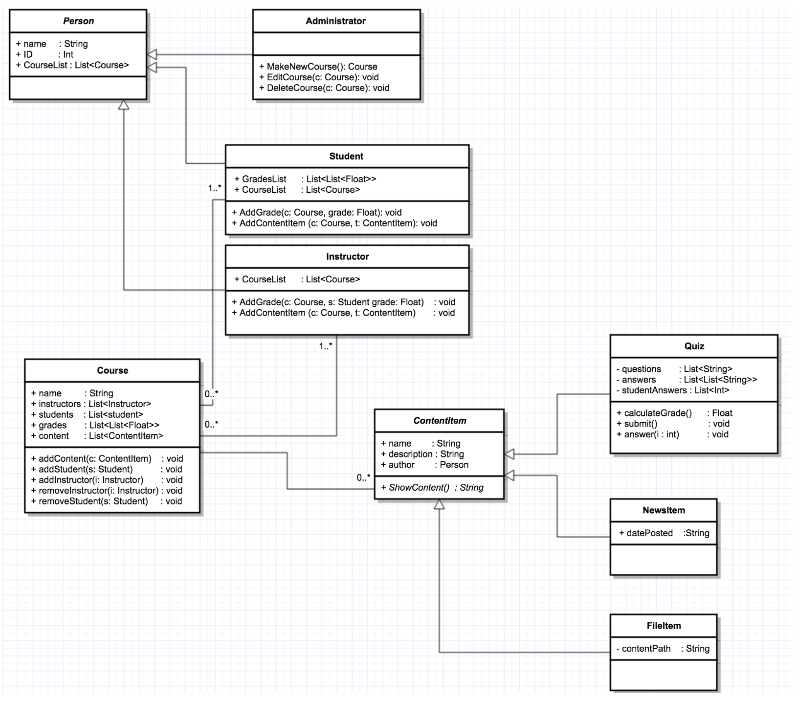 Person
+ name : String
+ ID : Int
+ CourseList : List<Course>
Administrator
+ MakeNewCourse(): Course
+ EditCourse(c: Course): void
+ DeleteCourse(c: Course): void
Student
+ GradesList : List<List<Float>>
+ CourseList : List<Course>
+ AddGrade(c: Course, grade: Float): void
+ AddContentItem (c: Course, t: ContentItem): void
1..*
Instructor
+ CourseList : List<Course>
+ AddGrade(c: Course, s: Student grade: Float) : void
+ AddContentItem (c: Course, t: ContentItem) : void
1..*
Course
+ name : String
+ instructors : List<Instructor>
+ students : List<student>
+ grades : List<List<Float>>
+ content : List<ContentItem>
+ addContent(c: ContentItem) : void
+ addStudent(s: Student) : void
+ addInstructor(i: Instructor) : void
+ removeInstructor(i: Instructor) : void
+ removeStudent(s: Student) : void
0..*
0..*
0..*
ContentItem
+ name : String
+ description : String
+ author : Person
+ ShowContent() : String
Quiz
- questions : List<String>
- answers : List<List<String>>
- studentAnswers : List<Int>
+ calculateGrade() : Float
+ submit() : void
+ answer(i : int) : void
NewsItem
+ datePosted :String
FileItem
- contentPath : String